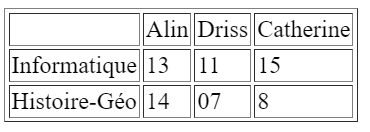 Alin Driss Catherine
Informatique 13 11 15
Histoire-Géo 14 07 8